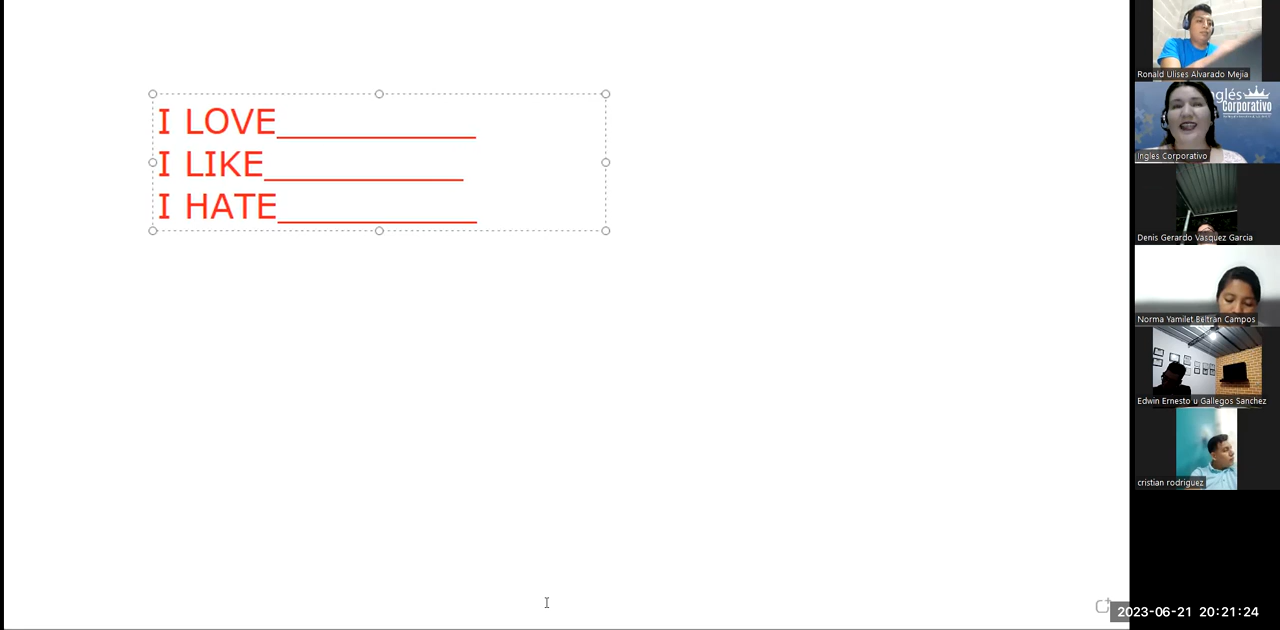 I LOVE___________
I LIKE___________
I HATE___________
Ronald Ulises Alvarado Mejia
Inglés
Corporativo
Ingles Corporativo
Denis Gerardo Vasquez Garcia
Norma Yamilet Beltran Campos
Edwin Ernesto u Gallegos Sanchez
cristian rodriguez
2023-06-21 20:21:24